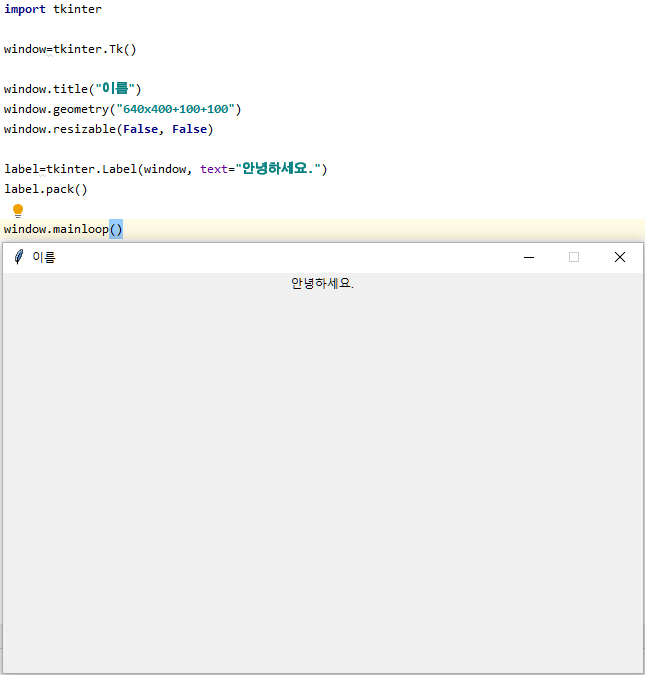 import tkinter
window=tkinter.Tk()
window.title("이름")
window.geometry("640x400+100+100")
window.resizable(False, False)
label=tkinter.Label(window, text="안녕하세요.")
label.pack()
window.mainloop()
이름
안녕하세요.